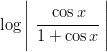 log | cos x / (1 + cos x) |